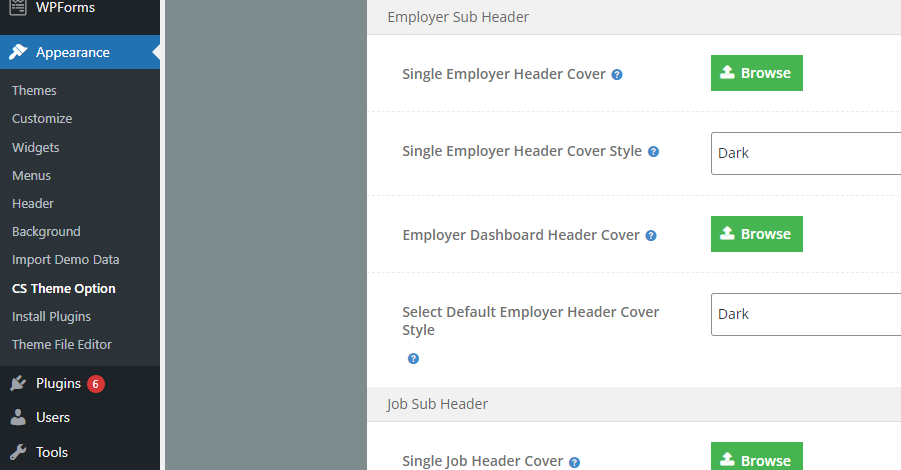 WPForms
Appearance
Themes
Customize
Widgets
Menus
Header
Background
Import Demo Data
CS Theme Option
Install Plugins
Theme File Editor
Plugins 6
Users
Tools
Employer Sub Header
Single Employer Header Cover ?
Browse
Single Employer Header Cover Style ?
Dark
Employer Dashboard Header Cover ?
Browse
Select Default Employer Header Cover
Style
?
Dark
Job Sub Header
Single Job Header Cover ?
Browse